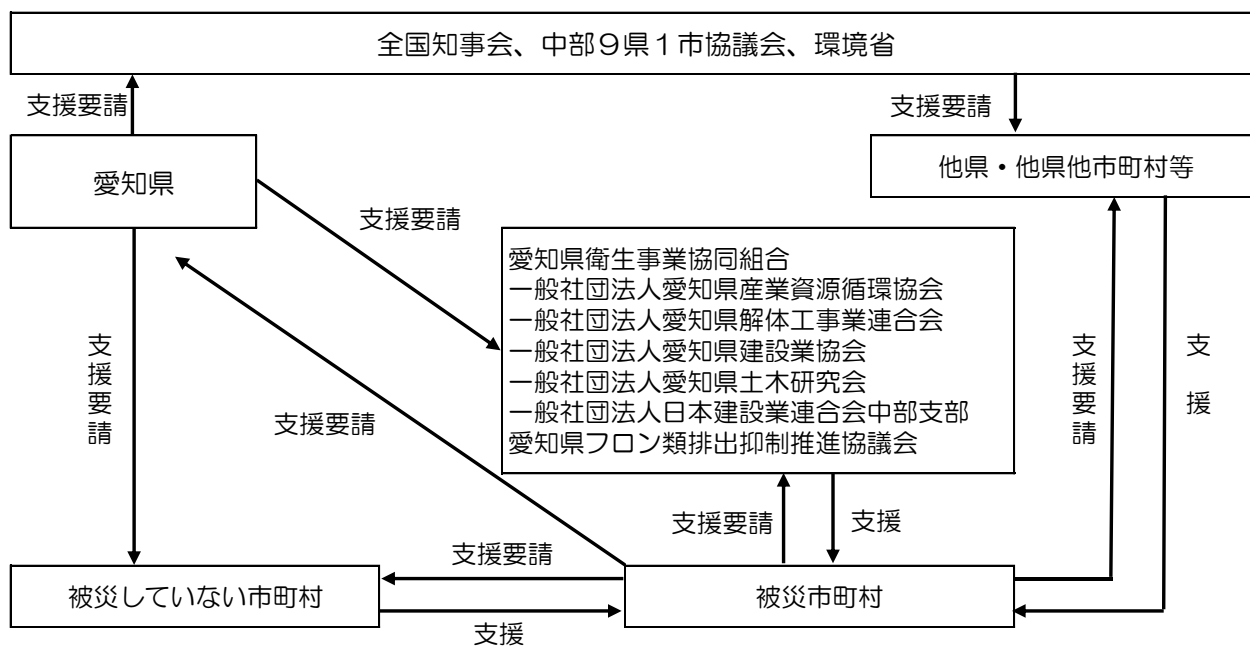 全国知事会、中部９県１市協議会、環境省
支援要請
支援要請
愛知県
他県・他県他市町村等
支援要請
愛知県衛生事業協同組合
一般社団法人愛知県産業資源循環協会
一般社団法人愛知県解体工事業連合会
一般社団法人愛知県建設業協会
一般社団法人愛知県土木研究会
一般社団法人日本建設業連合会中部支部
愛知県フロン類排出抑制推進協議会
支援要請
支援要請
支援要請
支援
支援要請
支援
支援要請
被災していない市町村
被災市町村
支援